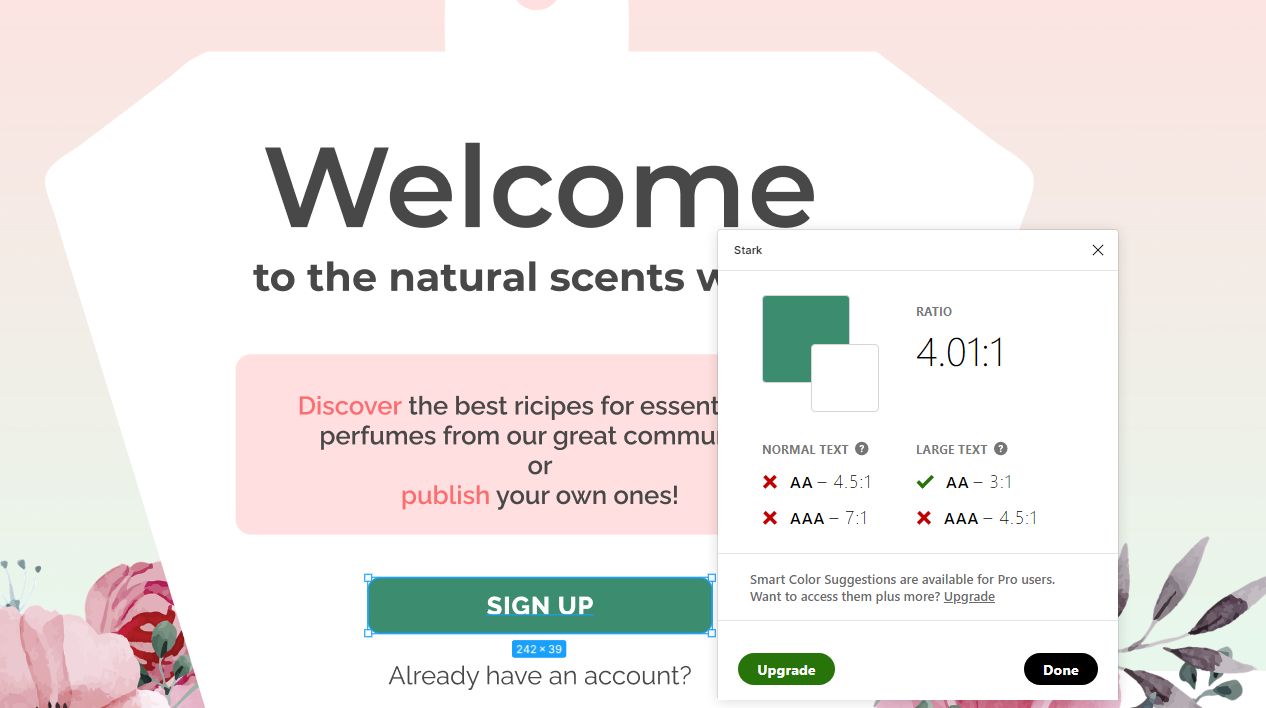 Welcome
to the natural scents
Stark
RATIO
4.01:1
Discover the best ricipes for
perfumes from our great
or
publish your own ones!
NORMAL TEXT ?
LARGE TEXT ?
AA – 4.5:1
AA – 3:1
AAA – 7:1
AAA – 4.5:1
SIGN UP
242 × 39
Already have an account?
Smart Color Suggestions are available for Pro users.
Want to access them plus more? Upgrade
Upgrade
Done